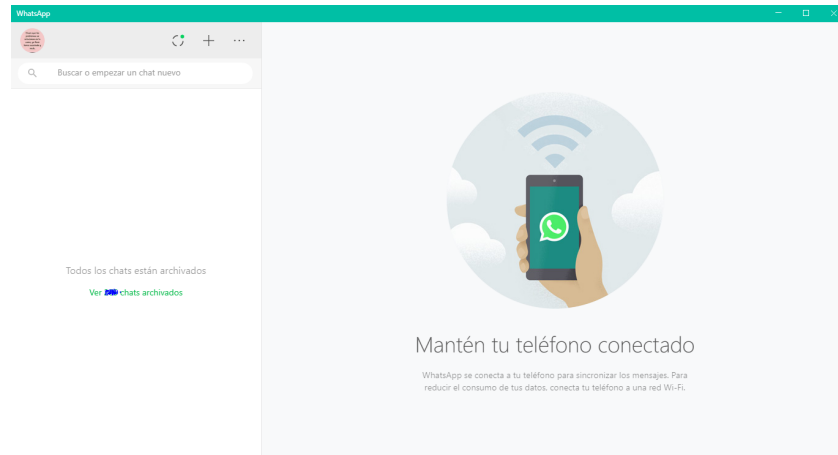 WhatsApp
Buscar o empezar un chat nuevo
Todos los chats están archivados
Ver chats archivados
Mantén tu teléfono conectado
WhatsApp se conecta a tu teléfono para sincronizar los mensajes. Para
reducir el consumo de tus datos, conecta tu teléfono a una red Wi-Fi.